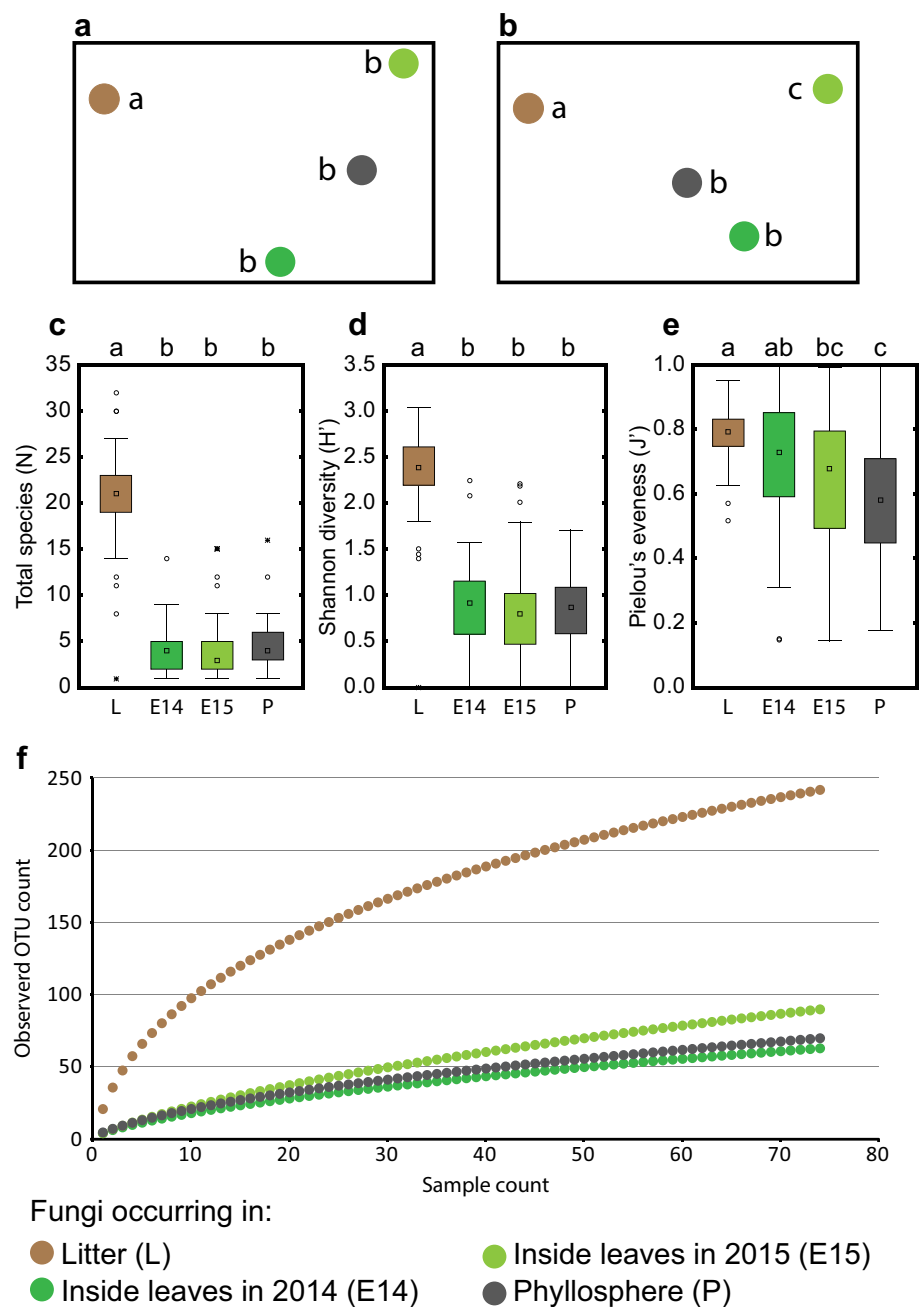 a b
b
a
b
b
c
a
b
b
c d e
a b b b
a b b b
a ab bc c
Total species (N)
35
30
25
20
15
10
5
0
L E14 E15 P
Shannon diversity (H')
3.5
3.0
2.5
2.0
1.5
1.0
0.5
0.0
L E14 E15 P
Pielou's eveness (J')
1.0
0.8
0.6
0.4
0.2
0.0
L E14 E15 P
f
Observerd OTU count
250
200
150
100
50
0
0 10 20 30 40 50 60 70 80
Sample count
Fungi occurring in:
Litter (L)
Inside leaves in 2014 (E14)
Inside leaves in 2015 (E15)
Phyllosphere (P)